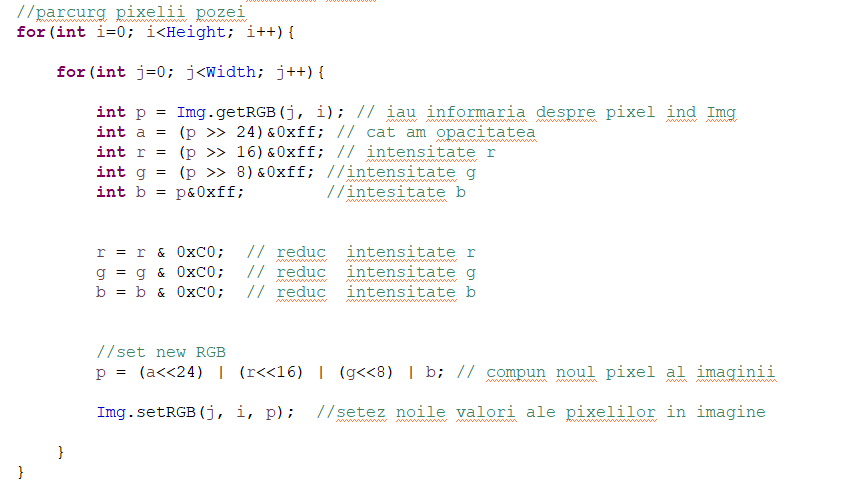 //parcurg pixelii pozei
for(int i=0; i<Height; i++){
for(int j=0; j<Width; j++){
int p = Img.getRGB(j, i); // iau informaria despre pixel ind Img
int a = (p >> 24)&0xff; // cat am opacitatea
int r = (p >> 16)&0xff; // intensitate r
int g = (p >> 8)&0xff; //intensitate g
int b = p&0xff; //intesitate b
r = r & 0xC0; // reduc intensitate r
g = g & 0xC0; // reduc intensitate g
b = b & 0xC0; // reduc intensitate b
//set new RGB
p = (a<<24) | (r<<16) | (g<<8) | b; // compun noul pixel al imaginii
Img.setRGB(j, i, p); //setez noile valori ale pixelilor in imagine
}
}